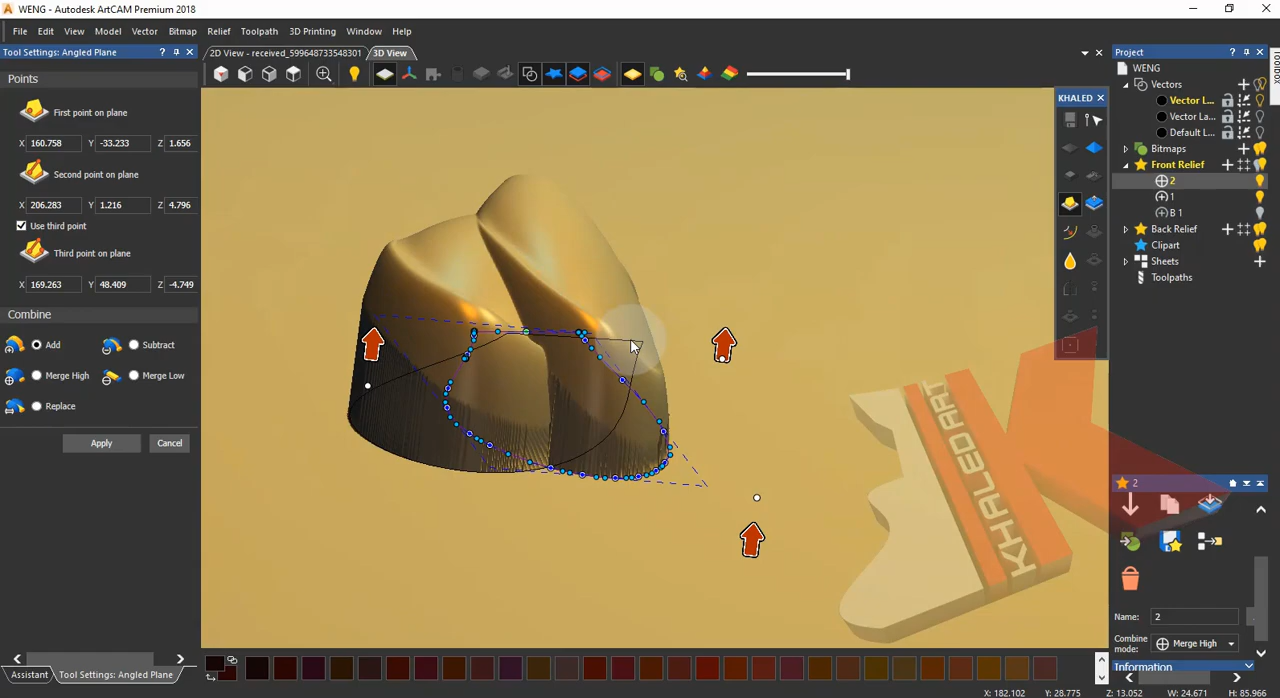 WENG - Autodesk ArtCAM Premium 2018
File Edit View Model Vector Bitmap Relief Toolpath 3D Printing Window Help
Tool Settings: Angled Plane
2D View - received_599648733548301 3D View
Project
Toolbox
Points
First point on plane
X 160.758 Y -33.233 Z 1.656
Second point on plane
X 206.283 Y 1.216 Z 4.796
Use third point
Third point on plane
X 169.263 Y 48.409 Z -4.749
Combine
Add Subtract
Merge High Merge Low
Replace
Apply Cancel
Assistant Tool Settings: Angled Plane
KHALED
KHALED ART
WENG
Vectors
Vector L...
Vector La...
Default L...
Bitmaps
Front Relief
2
1
B 1
Back Relief
Clipart
Sheets
Toolpaths
2
Name: 2
Combine
mode: Merge High
Information
X: 182.102 Y: 28.775 Z: 13.052 W: 24.671 H: 85.966